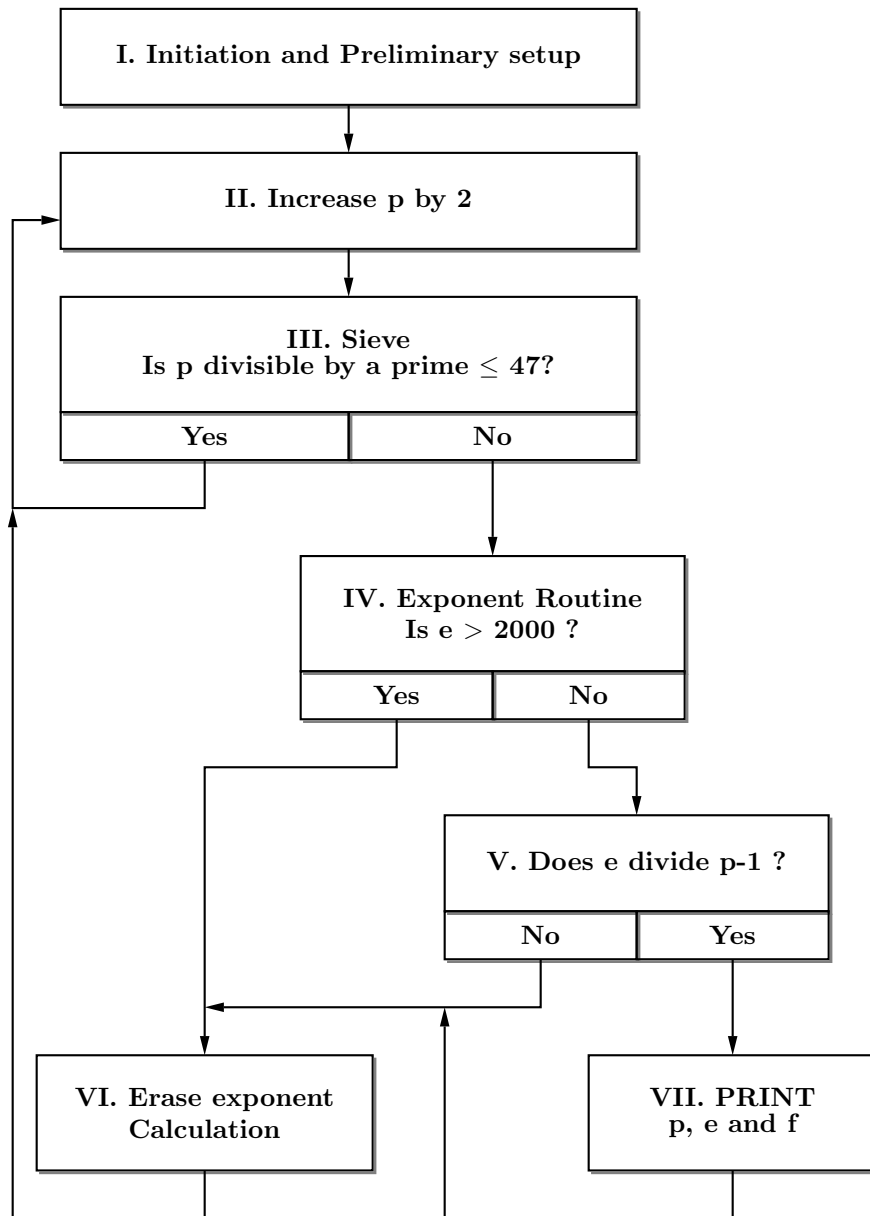 I. Initiation and Preliminary setup
II. Increase p by 2
III. Sieve
Is p divisible by a prime ≤ 47?
Yes
No
IV. Exponent Routine
Is e > 2000 ?
Yes
No
V. Does e divide p-1 ?
No
Yes
VI. Erase exponent
Calculation
VII. PRINT
p, e and f